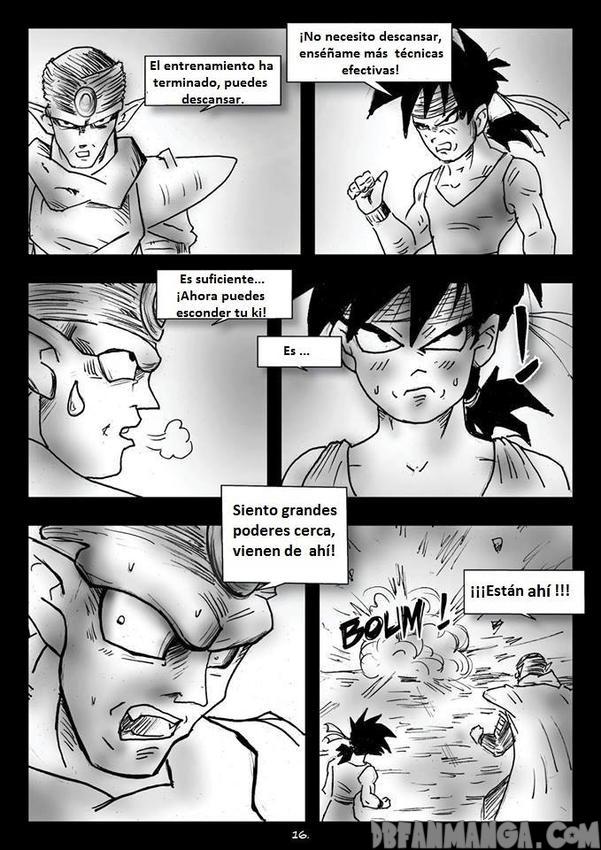 El entrenamiento ha
terminado, puedes
descansar.
¡No necesito descansar,
enséñame más técnicas
efectivas!
Es suficiente...
¡Ahora puedes
esconder tu ki!
Es ...
!
Siento grandes
poderes cerca,
vienen de ahí!
¡¡¡Están ahí !!!
BOUM !
16.
DBFANMANGA.COM